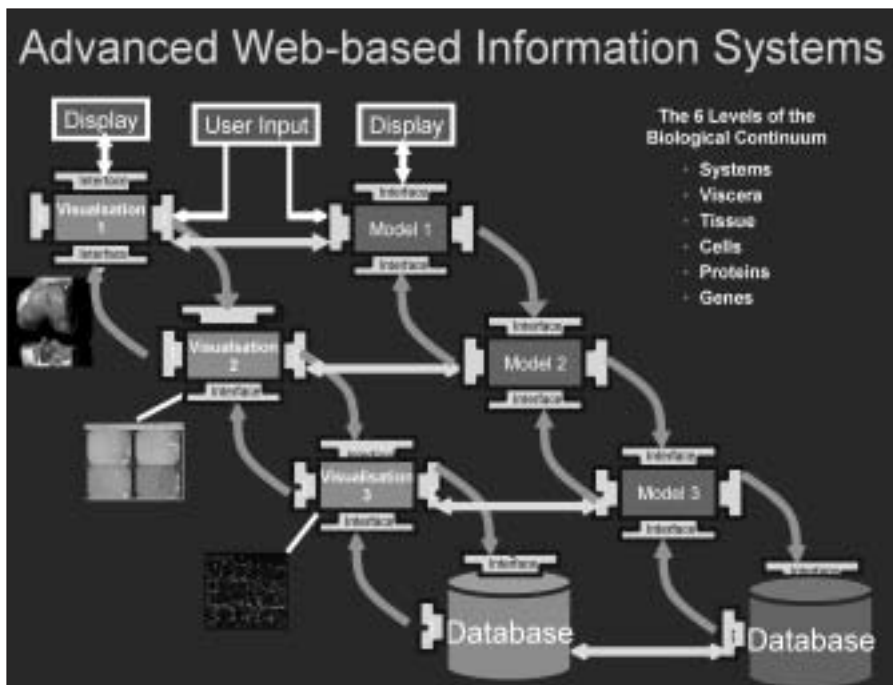 Advanced Web-based Information Systems
Display
User Input
Display
The 6 Levels of the
Biological Continuum
Systems
Viscera
Tissue
Cells
Proteins
Genes
Interface
Visualisation
1
Interface
Interface
Model 1
Interface
Visualisation
2
Interface
Interface
Model 2
Interface
Visualisation
3
Interface
Interface
Model 3
Interface
Interface
Database
Interface
Database